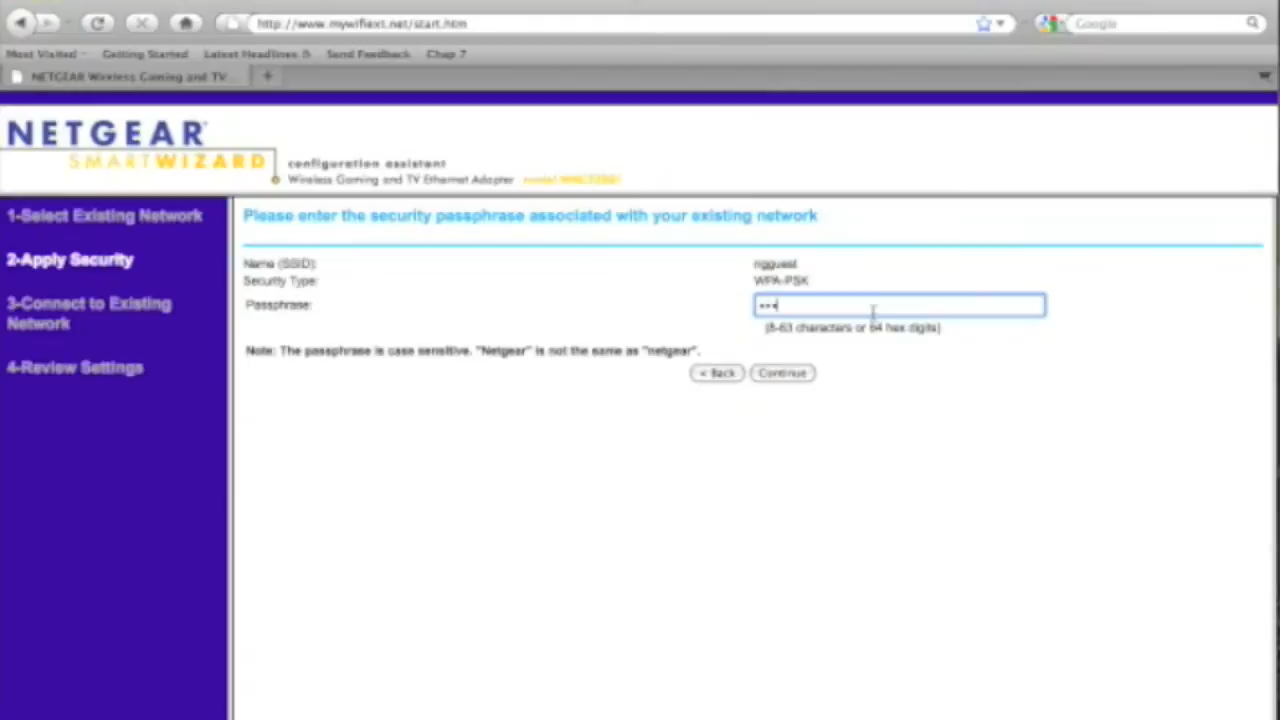 http://www.mywifiext.net/start.htm
Google
Most Visited
Getting Started
Latest Headlines
Send Feedback
Chap 7
NETGEAR Wireless Gaming and TV ...
NETGEAR
SMARTWIZARD
configuration assistant
Wireless Gaming and TV Ethernet Adapter
1-Select Existing Network
2-Apply Security
3-Connect to Existing
Network
4-Review Settings
Please enter the security passphrase associated with your existing network
Name (SSID):
Security Type:
WPA-PSK
Passphrase:
(8-63 characters or 64 hex digits)
Note: The passphrase is case sensitive. "Netgear" is not the same as "netgear".
< Back
Continue